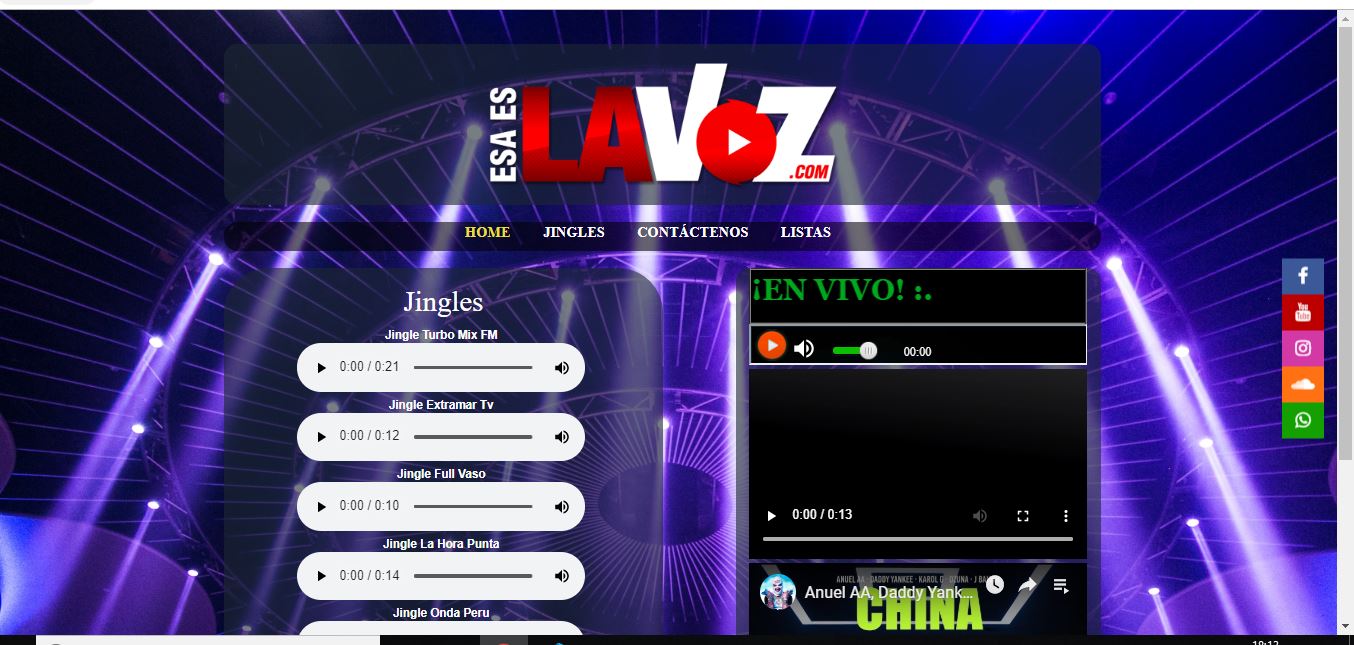 ESA ES
LAVOZ
.COM
HOME JINGLES CONTÁCTENOS LISTAS
Jingles
Jingle Turbo Mix FM
0:00 / 0:21
Jingle Extramar Tv
0:00 / 0:12
Jingle Full Vaso
0:00 / 0:10
Jingle La Hora Punta
0:00 / 0:14
Jingle Onda Peru
¡EN VIVO! :.
00:00
0:00 / 0:13
ANUEL AA · DADDY YANKEE · KAROL G · OZUNA · J BAL
Anuel AA, Daddy Yank...
CHINA
You
Tube